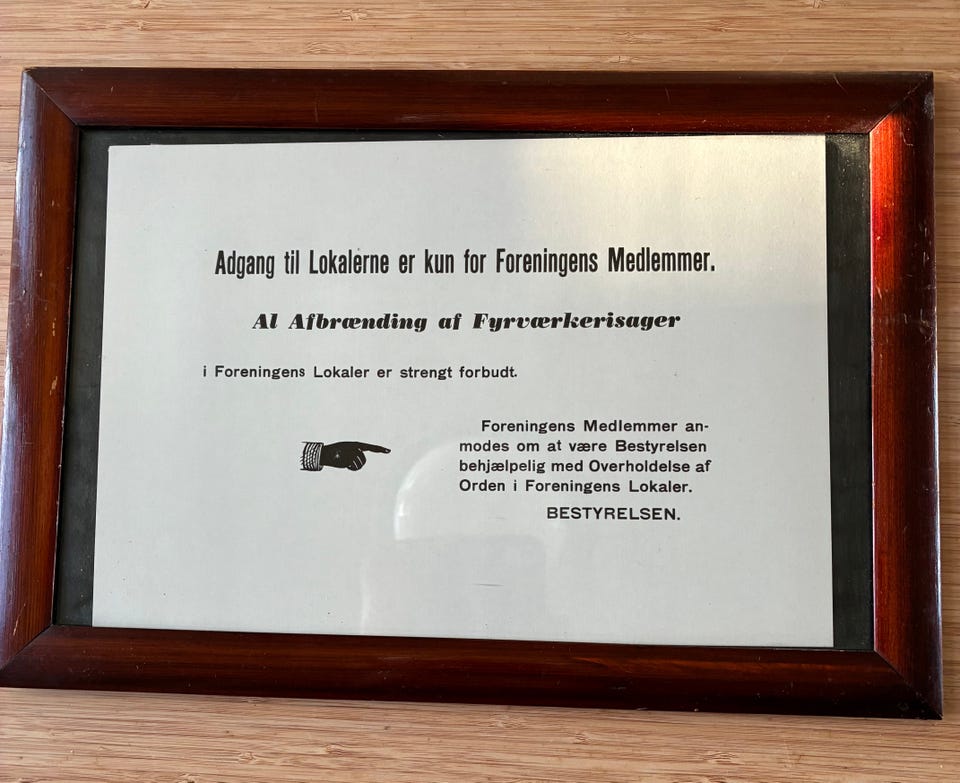 Adgang til Lokalerne er kun for Foreningens Medlemmer.
Al Afbrænding af Fyrværkerisager
i Foreningens Lokaler er strengt forbudt.
Foreningens Medlemmer an-
modes om at være Bestyrelsen
behjælpelig med Overholdelse af
Orden i Foreningens Lokaler.
BESTYRELSEN.